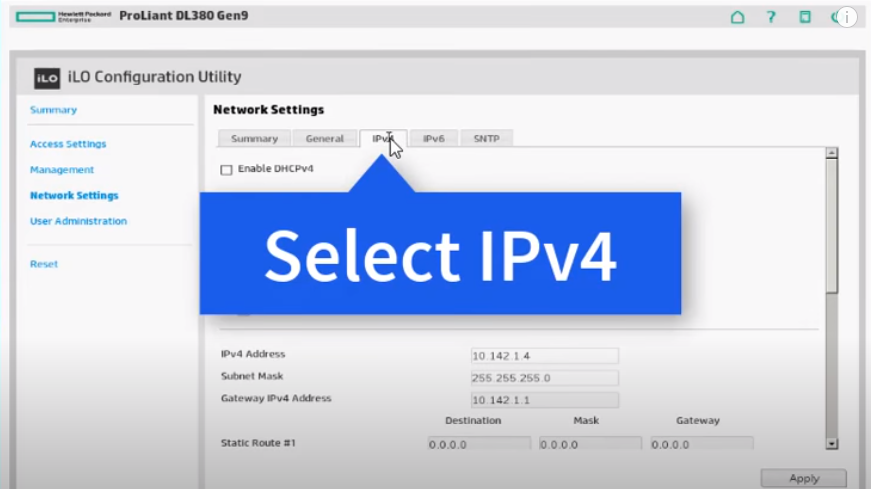 Hewlett Packard
Enterprise
ProLiant DL380 Gen9
iLO iLO Configuration Utility
Summary
Access Settings
Management
Network Settings
User Administration
Reset
Network Settings
Summary General IPv4 IPv6 SNTP
Enable DHCPv4
Select IPv4
IPv4 Address 10.142.1.4
Subnet Mask 255.255.255.0
Gateway IPv4 Address 10.142.1.1
Destination Mask Gateway
Static Route #1 0.0.0.0 0.0.0.0 0.0.0.0
Apply